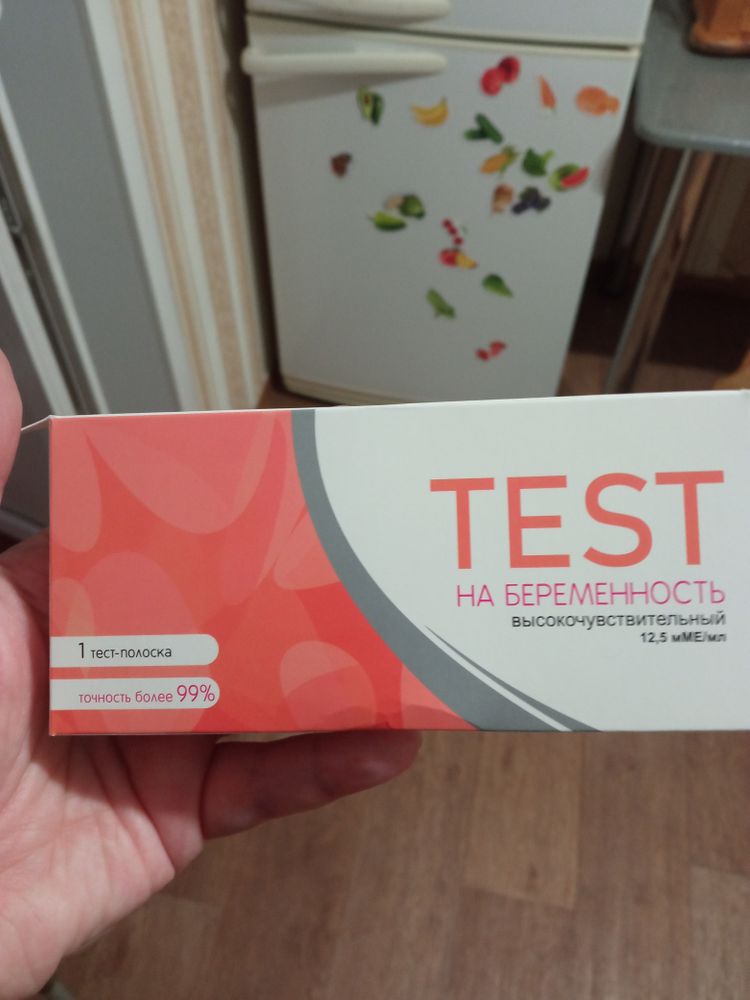 TEST
НА БЕРЕМЕННОСТЬ
высокочувствительный
12,5 мМЕ/мл
1 тест-полоска
точность более 99%